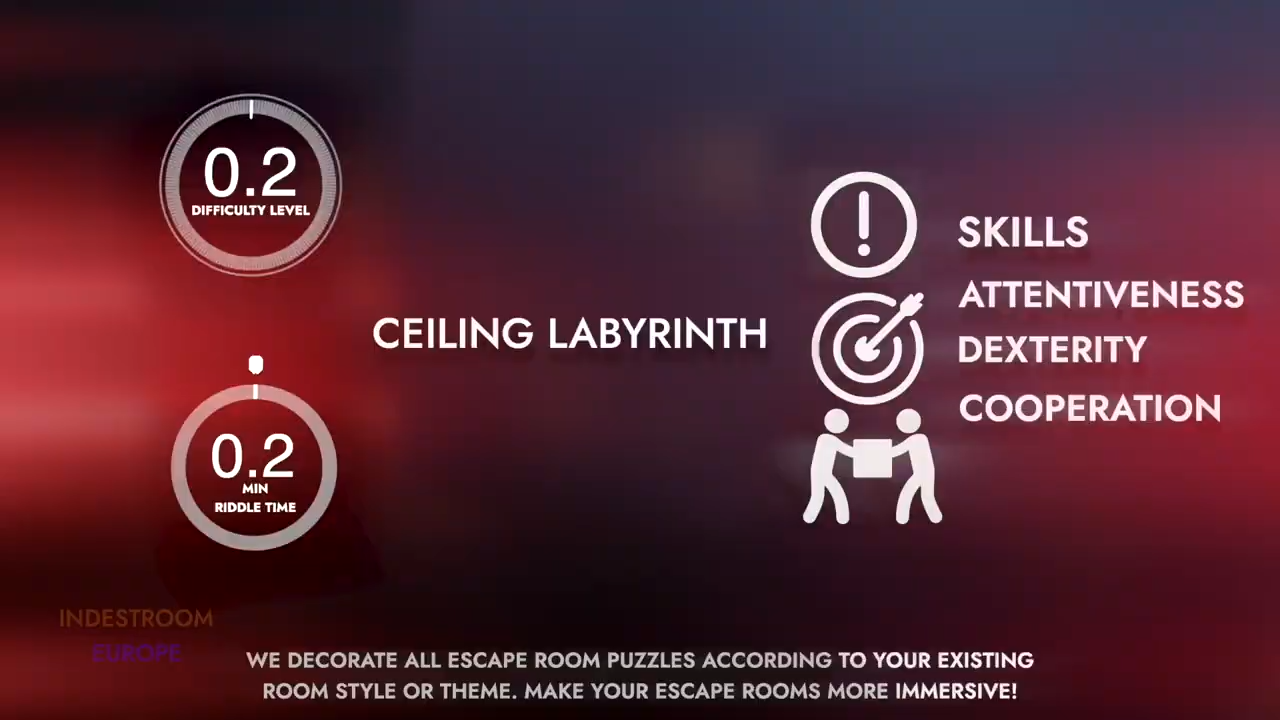 0.2
DIFFICULTY LEVEL
CEILING LABYRINTH
0.2
MIN
RIDDLE TIME
SKILLS
ATTENTIVENESS
DEXTERITY
COOPERATION
INDESTROOM
EUROPE
WE DECORATE ALL ESCAPE ROOM PUZZLES ACCORDING TO YOUR EXISTING
ROOM STYLE OR THEME. MAKE YOUR ESCAPE ROOMS MORE IMMERSIVE!